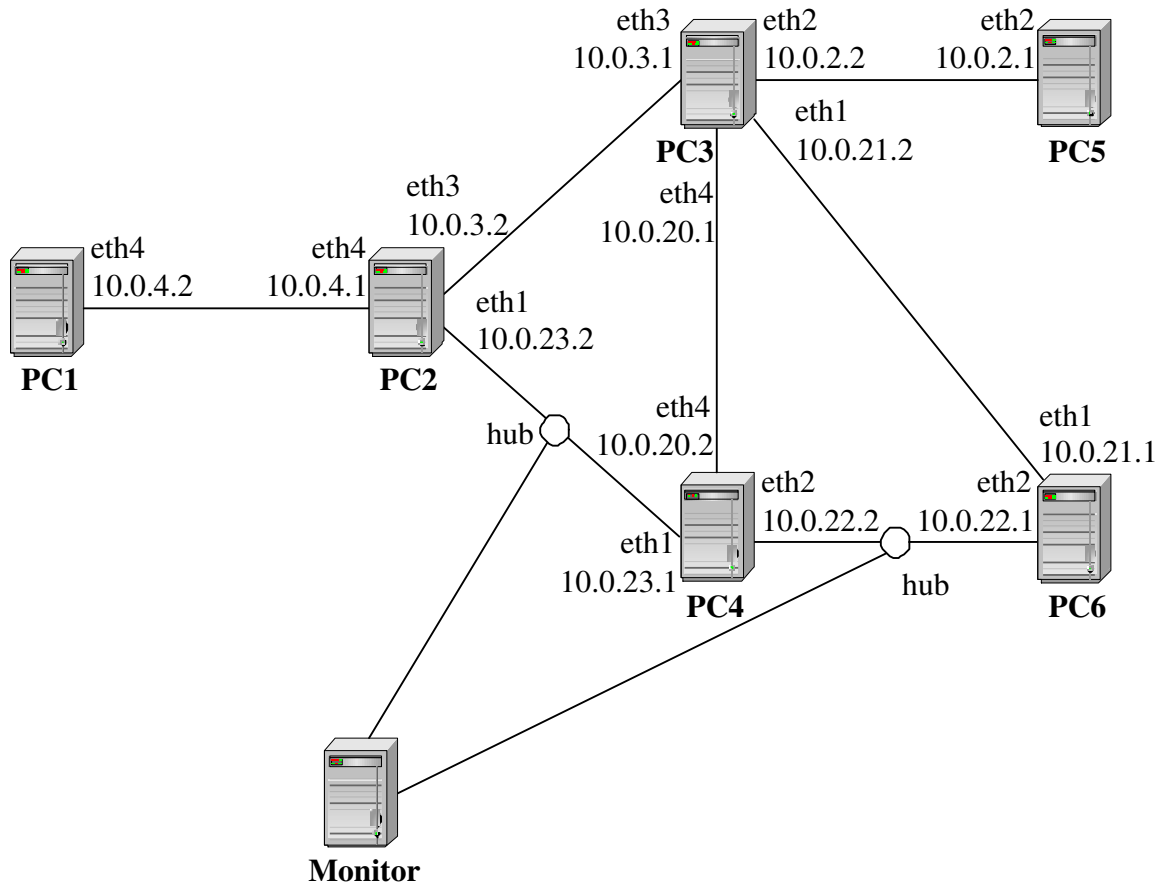 eth3
10.0.3.1
eth2
10.0.2.2
eth2
10.0.2.1
eth1
10.0.21.2
PC3
PC5
eth4
10.0.20.1
eth3
10.0.3.2
eth4
10.0.4.2
eth4
10.0.4.1
eth1
10.0.23.2
PC1
PC2
hub
eth4
10.0.20.2
eth1
10.0.21.1
eth2
10.0.22.2
eth2
10.0.22.1
eth1
10.0.23.1
hub
PC4
PC6
Monitor